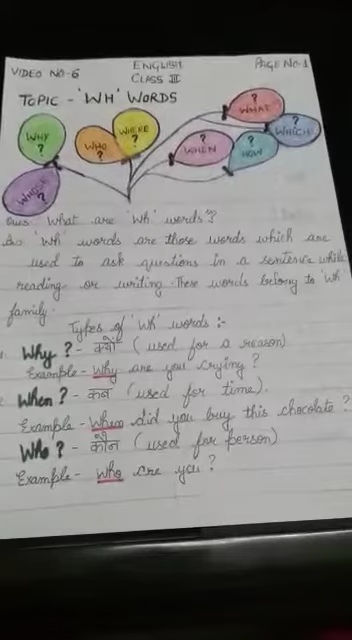 VIDEO NO-6 ENGLISH PAGE NO-1
CLASS III
TOPIC - 'WH' WORDS
WHY ?
WHO ?
WHERE ?
? WHAT
? WHICH
? WHEN
? HOW
WHOSE
Ques. What are 'Wh' words?
Ans 'Wh' words are those words which are
used to ask questions in a sentence while
reading or writing. These words belong to 'Wh'
family.
Types of 'Wh' words :-
Why ? - क्यों (used for a reason)
Example - Why are you crying ?
When ? - कब (used for time).
Example - When did you buy this chocolate ?
Who ? - कौन (used for person)
Example - Who are you ?